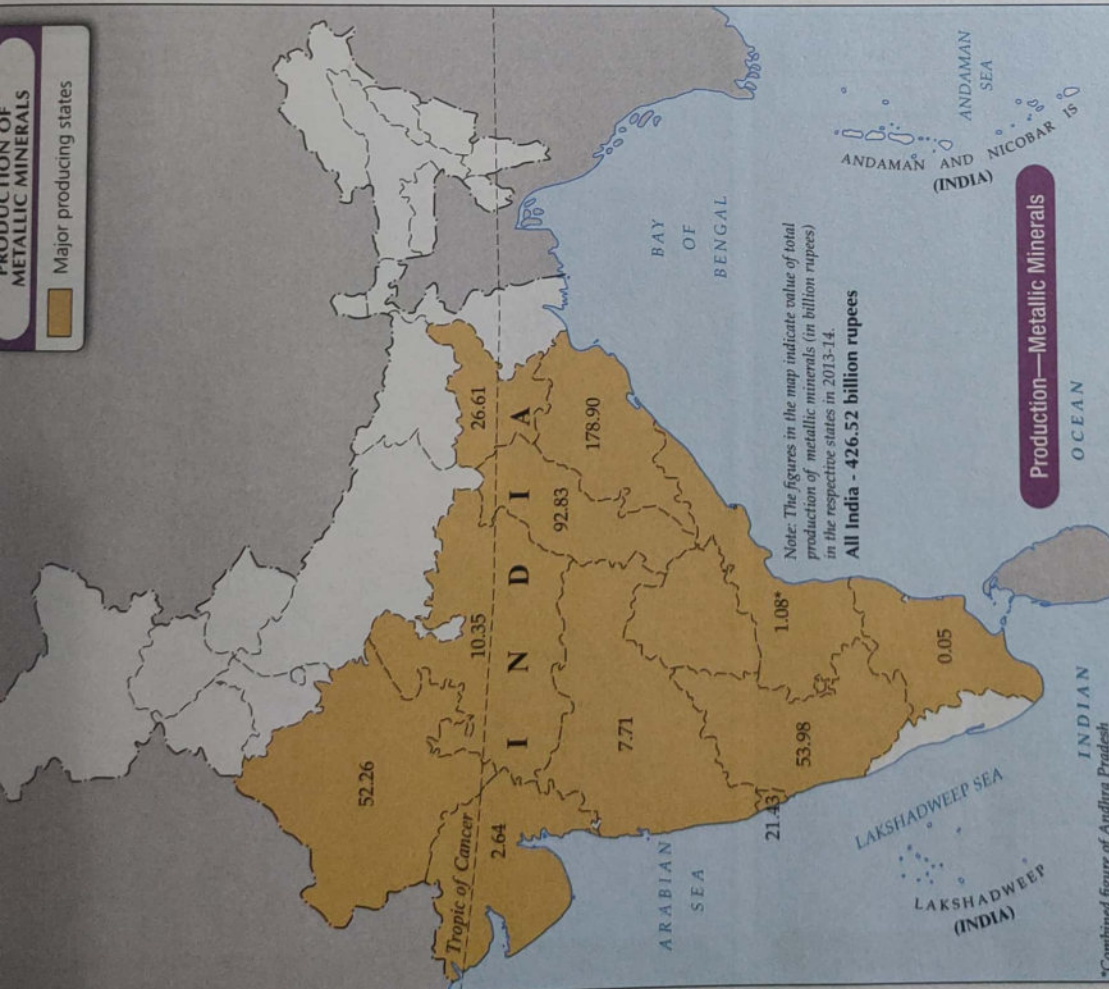 PRODUCTION OF
METALLIC MINERALS
Major producing states
52.26
Tropic of Cancer
2.64
10.35
26.61
I N D I A
92.83
178.90
7.71
53.98
21.43
1.08*
0.05
ARABIAN
SEA
BAY
OF
BENGAL
Note: The figures in the map indicate value of total
production of metallic minerals (in billion rupees)
in the respective states in 2013-14.
All India - 426.52 billion rupees
ANDAMAN
SEA
ANDAMAN AND NICOBAR IS
(INDIA)
LAKSHADWEEP SEA
LAKSHADWEEP
(INDIA)
INDIAN
OCEAN
Production—Metallic Minerals
*Combined figure of Andhra Pradesh